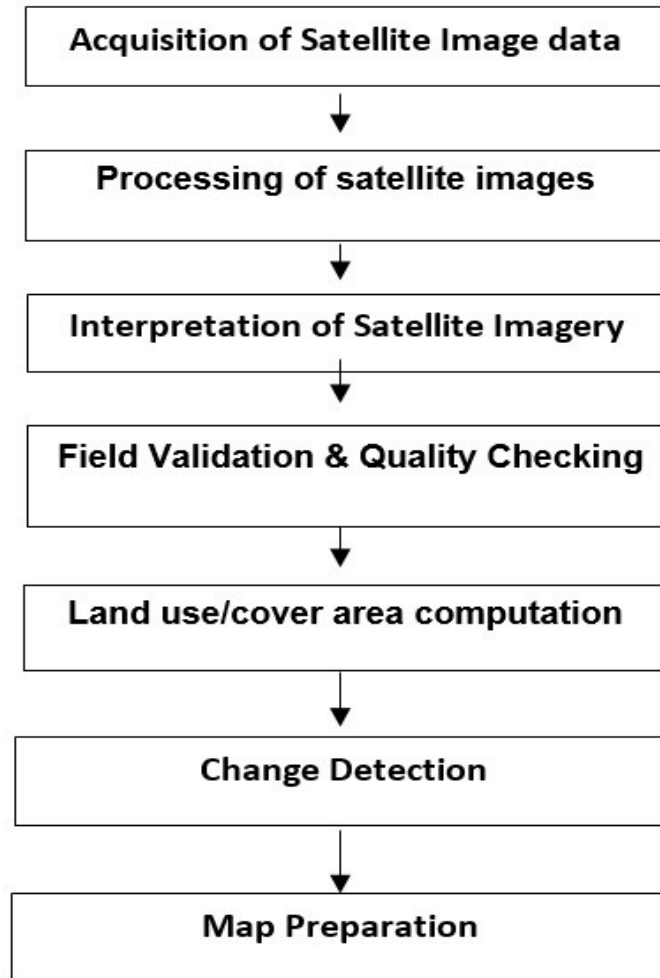 Acquisition of Satellite Image data
Processing of satellite images
Interpretation of Satellite Imagery
Field Validation & Quality Checking
Land use/cover area computation
Change Detection
Map Preparation